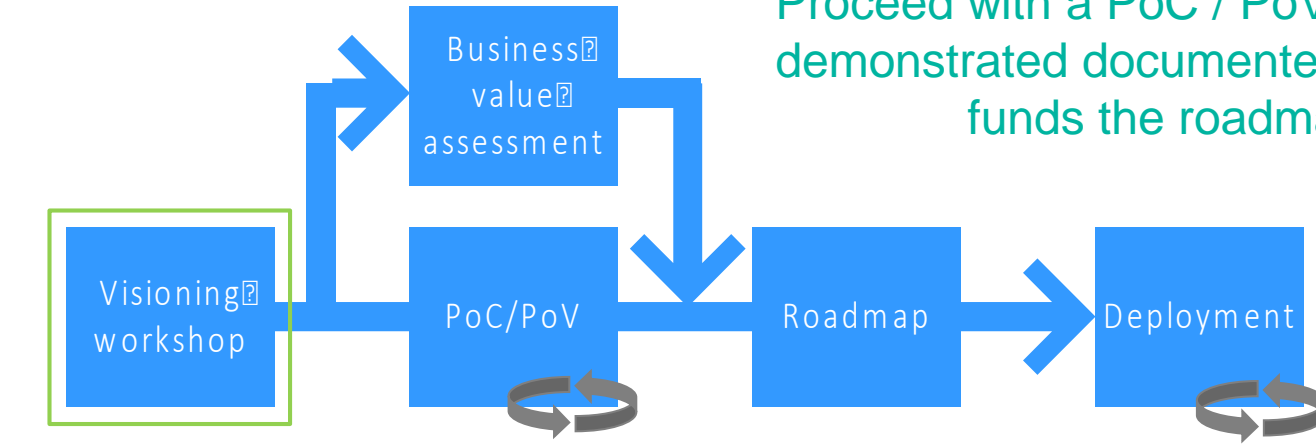 Proceed with a PoC / PoV
demonstrated documente
funds the roadm
Business
value
assessment
Visioning
workshop
PoC/PoV
Roadmap
Deployment